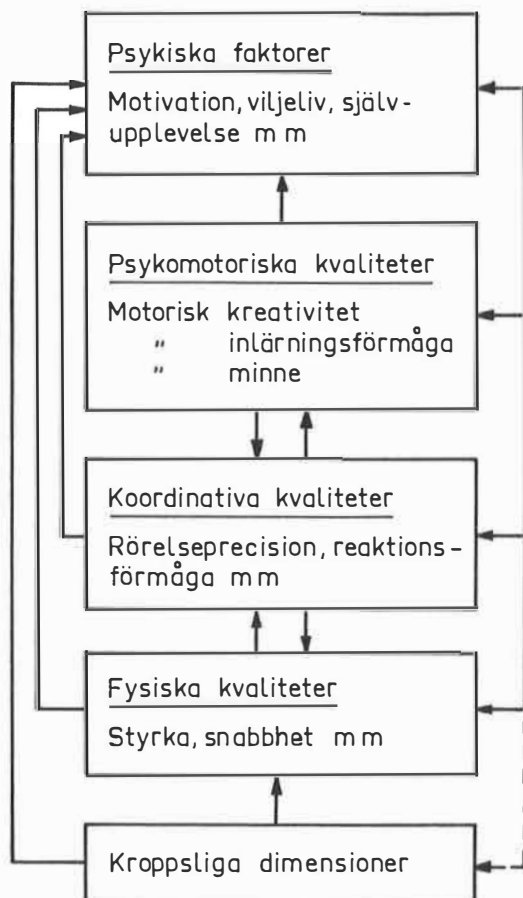 Psykiska faktorer
Motivation, viljeliv, själv-
upplevelse m m
Psykomotoriska kvaliteter
Motorisk kreativitet
" inlärningsförmåga
" minne
Koordinativa kvaliteter
Rörelseprecision, reaktions-
förmåga m m
Fysiska kvaliteter
Styrka, snabbhet m m
Kroppsliga dimensioner